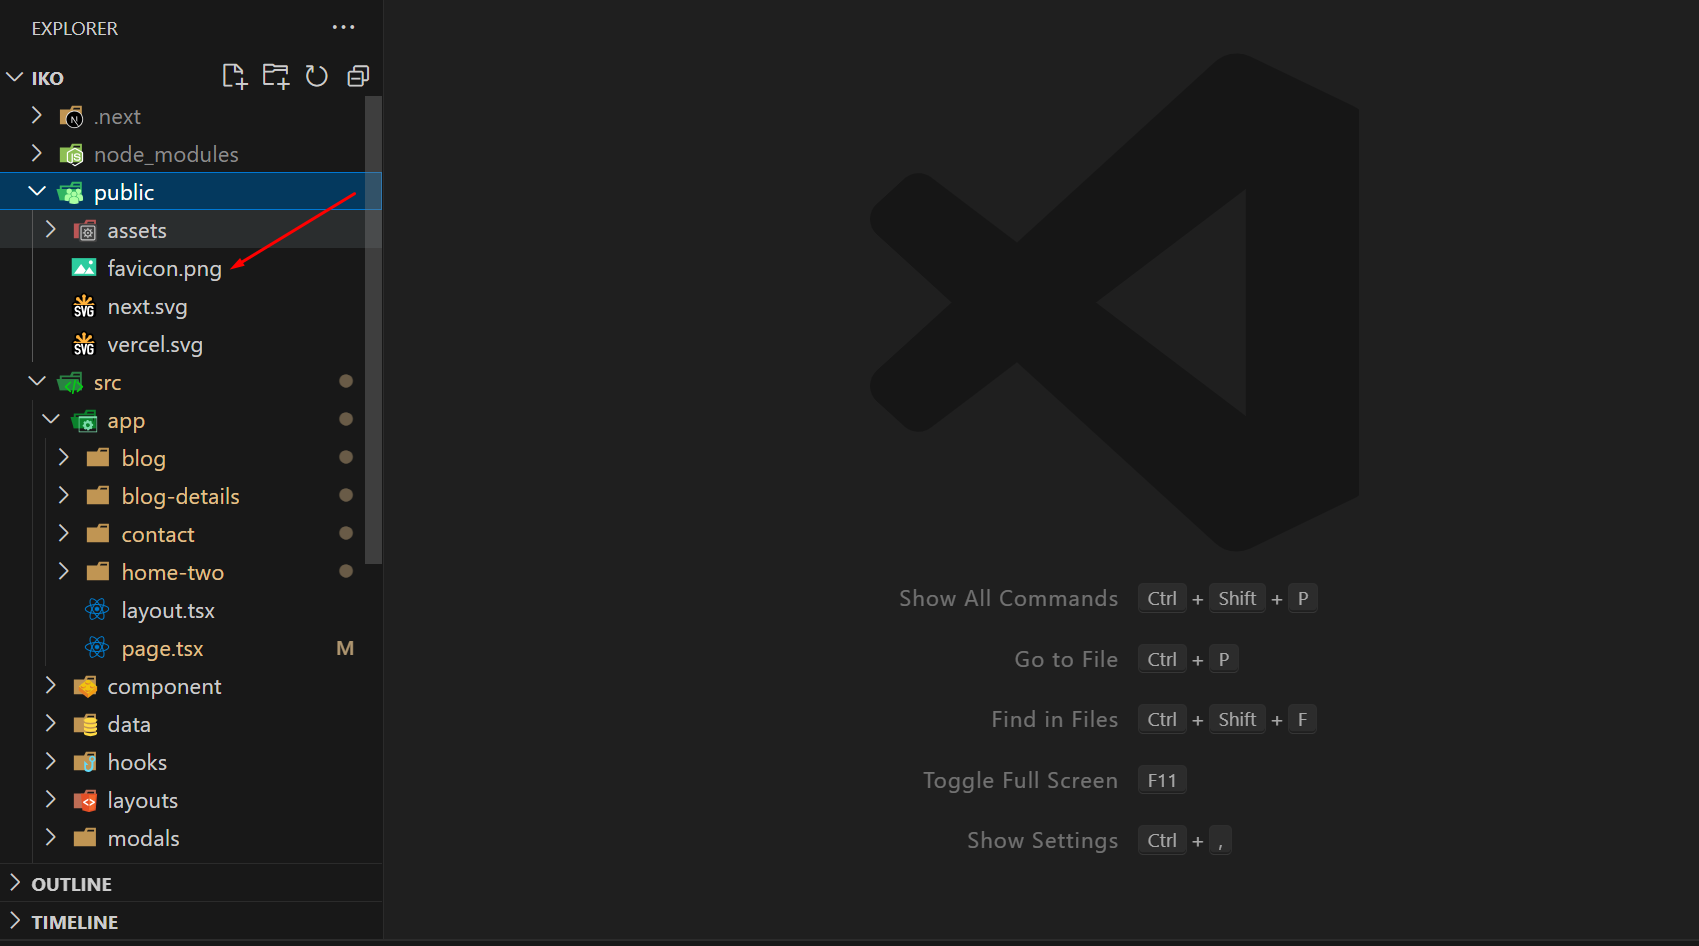 EXPLORER
IKO
.next
node_modules
public
assets
favicon.png
next.svg
vercel.svg
src
app
blog
blog-details
contact
home-two
layout.tsx
page.tsx M
component
data
hooks
layouts
modals
OUTLINE
TIMELINE
Show All Commands Ctrl + Shift + P
Go to File Ctrl + P
Find in Files Ctrl + Shift + F
Toggle Full Screen F11
Show Settings Ctrl + ,